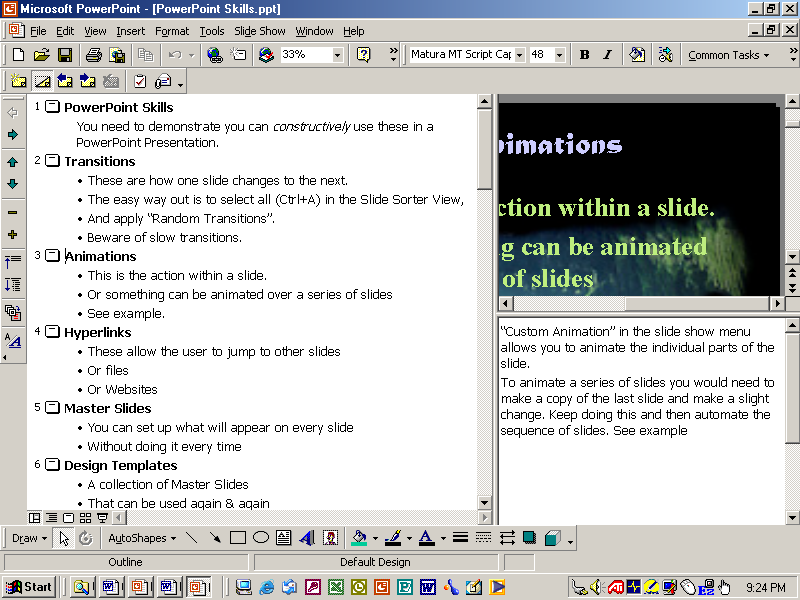 Microsoft PowerPoint - [PowerPoint Skills.ppt]
File Edit View Insert Format Tools Slide Show Window Help
33% Matura MT Script Cap 48 B I Common Tasks
1 PowerPoint Skills
You need to demonstrate you can constructively use these in a
PowerPoint Presentation.
2 Transitions
• These are how one slide changes to the next.
• The easy way out is to select all (Ctrl+A) in the Slide Sorter View,
• And apply “Random Transitions”.
• Beware of slow transitions.
3 Animations
• This is the action within a slide.
• Or something can be animated over a series of slides
• See example.
4 Hyperlinks
• These allow the user to jump to other slides
• Or files
• Or Websites
5 Master Slides
• You can set up what will appear on every slide
• Without doing it every time
6 Design Templates
• A collection of Master Slides
• That can be used again & again
nimations
ction within a slide.
g can be animated
of slides
“Custom Animation” in the slide show menu
allows you to animate the individual parts of the
slide.
To animate a series of slides you would need to
make a copy of the last slide and make a slight
change. Keep doing this and then automate the
sequence of slides. See example
Draw AutoShapes
Outline Default Design
Start 9:24 PM